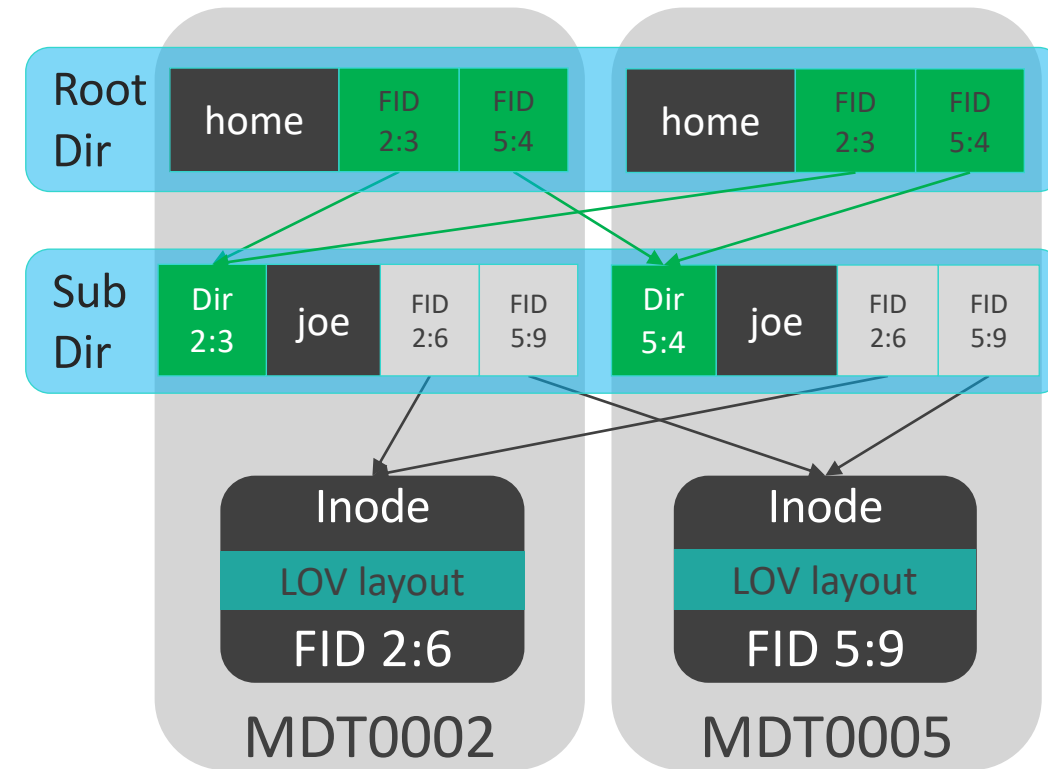 Root
Dir
home
FID
2:3
FID
5:4
home
FID
2:3
FID
5:4
Sub
Dir
Dir
2:3
joe
FID
2:6
FID
5:9
Dir
5:4
joe
FID
2:6
FID
5:9
Inode
LOV layout
FID 2:6
Inode
LOV layout
FID 5:9
MDT0002
MDT0005